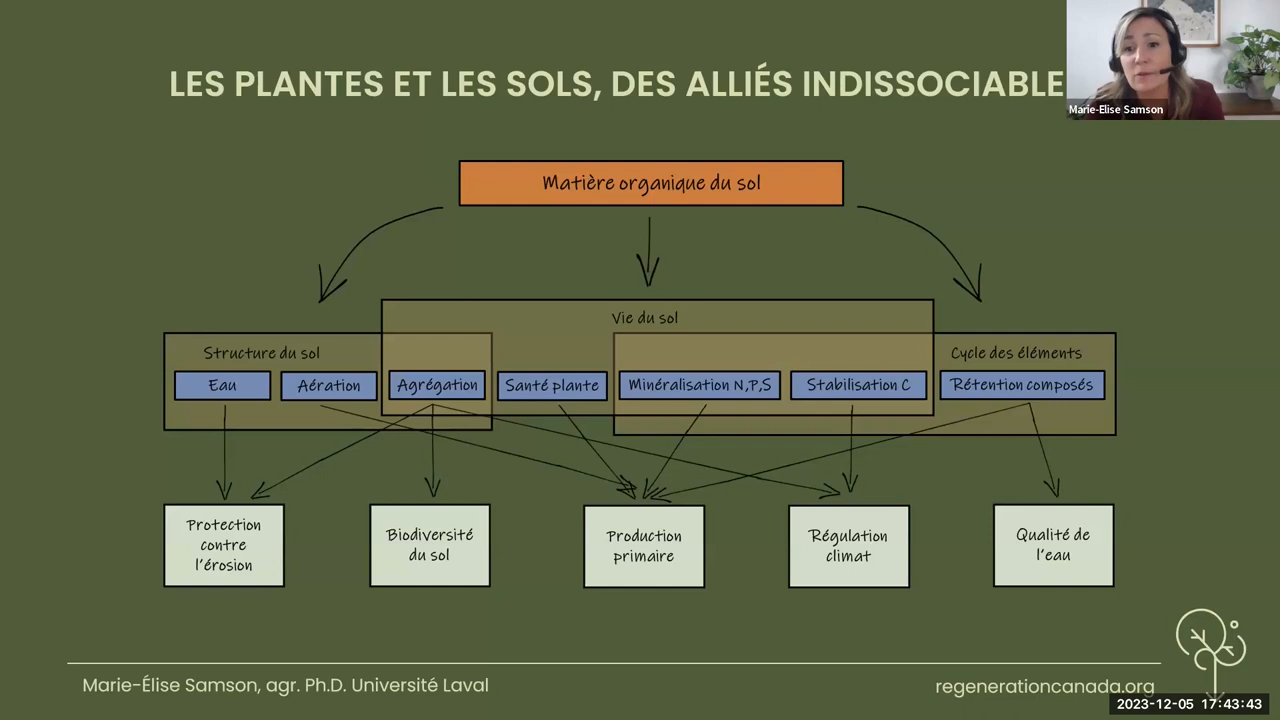 LES PLANTES ET LES SOLS, DES ALLIÉS INDISSOCIABLE
Marie-Elise Samson
Matière organique du sol
Vie du sol
Structure du sol
Cycle des éléments
Eau
Aération
Agrégation
Santé plante
Minéralisation N,P,S
Stabilisation C
Rétention composés
Protection
contre
l'érosion
Biodiversité
du sol
Production
primaire
Régulation
climat
Qualité de
l'eau
Marie-Élise Samson, agr. Ph.D. Université Laval
regenerationcanada.org
2023-12-05 17:43:43